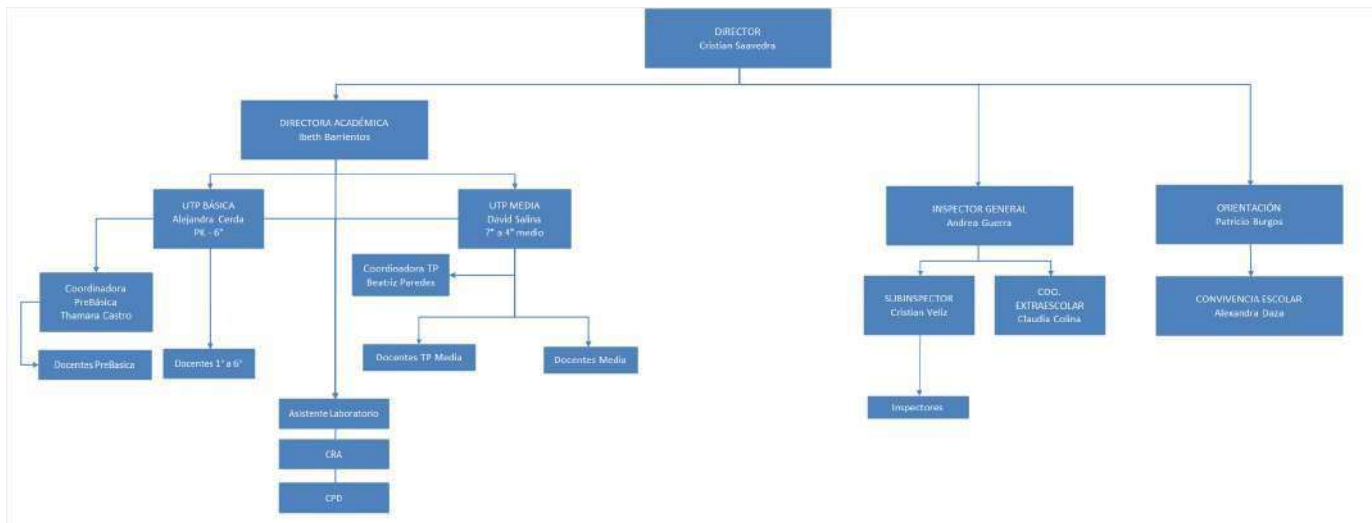 DIRECTOR
Cristian Saavedra
DIRECTORA ACADÉMICA
Ibeth Barrientos
UTP BÁSICA
Alejandra Cerda
PK - 6°
UTP MEDIA
David Salina
7° a 4° medio
INSPECTOR GENERAL
Andrea Guerra
ORIENTACIÓN
Patricio Burgos
Coordinadora TP
Beatriz Paredes
Coordinadora
PreBásica
Thamara Castro
SUBINSPECTOR
Cristian Veliz
COO.
EXTRAESCOLAR
Claudia Colina
CONVIVENCIA ESCOLAR
Alexandra Daza
Docentes PreBasica
Docentes 1° a 6°
Docentes TP Media
Docentes Media
Inspectores
Asistente Laboratorio
CRA
CPD